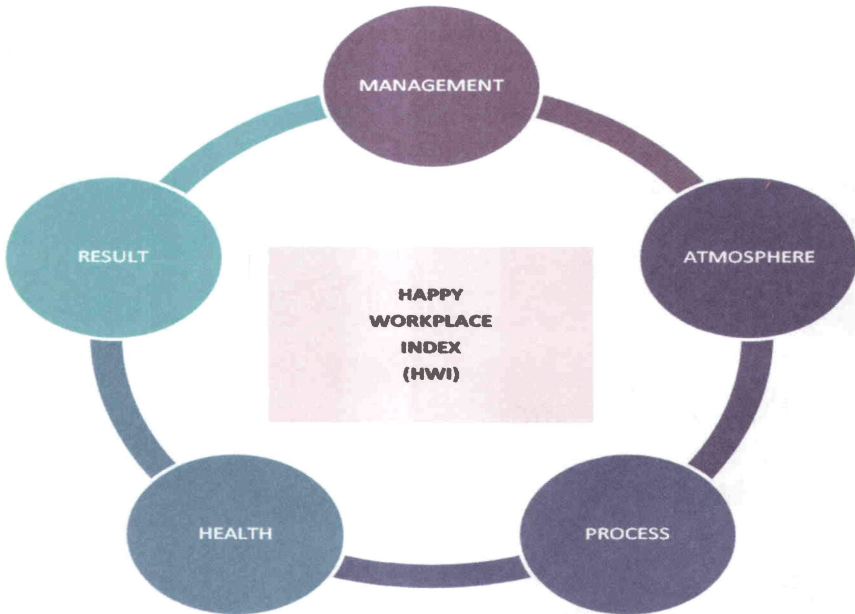 MANAGEMENT
RESULT
ATMOSPHERE
HAPPY
WORKPLACE
INDEX
(HWI)
HEALTH
PROCESS